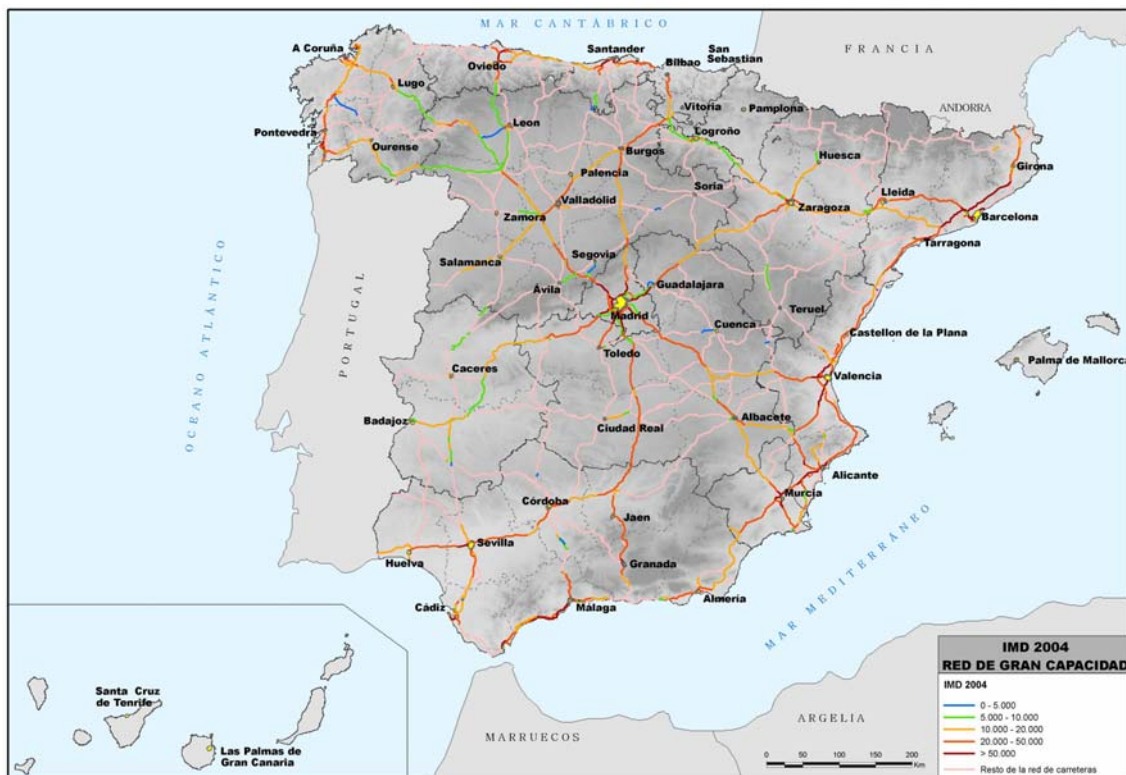 MAR CANTÁBRICO
FRANCIA
ANDORRA
OCEANO ATLÁNTICO
PORTUGAL
MAR MEDITERRÁNEO
MARRUECOS
ARGELIA
A Coruña
Lugo
Oviedo
Santander
Bilbao
San
Sebastian
Vitoria
Pamplona
Pontevedra
Ourense
Leon
Logroño
Burgos
Huesca
Girona
Palencia
Soria
Lleida
Zaragoza
Barcelona
Zamora
Valladolid
Tarragona
Segovia
Salamanca
Ávila
Guadalajara
Madrid
Teruel
Cuenca
Castellon de la Plana
Toledo
Palma de Mallorca
Caceres
Valencia
Badajoz
Ciudad Real
Albacete
Alicante
Murcia
Córdoba
Jaen
Sevilla
Huelva
Granada
Cádiz
Málaga
Almería
Santa Cruz
de Tenrife
Las Palmas de
Gran Canaria
IMD 2004
RED DE GRAN CAPACIDAD
IMD 2004
0 - 5.000
5.000 - 10.000
10.000 - 20.000
20.000 - 50.000
> 50.000
Resto de la red de carreteras
0 50 100 150 200
Km